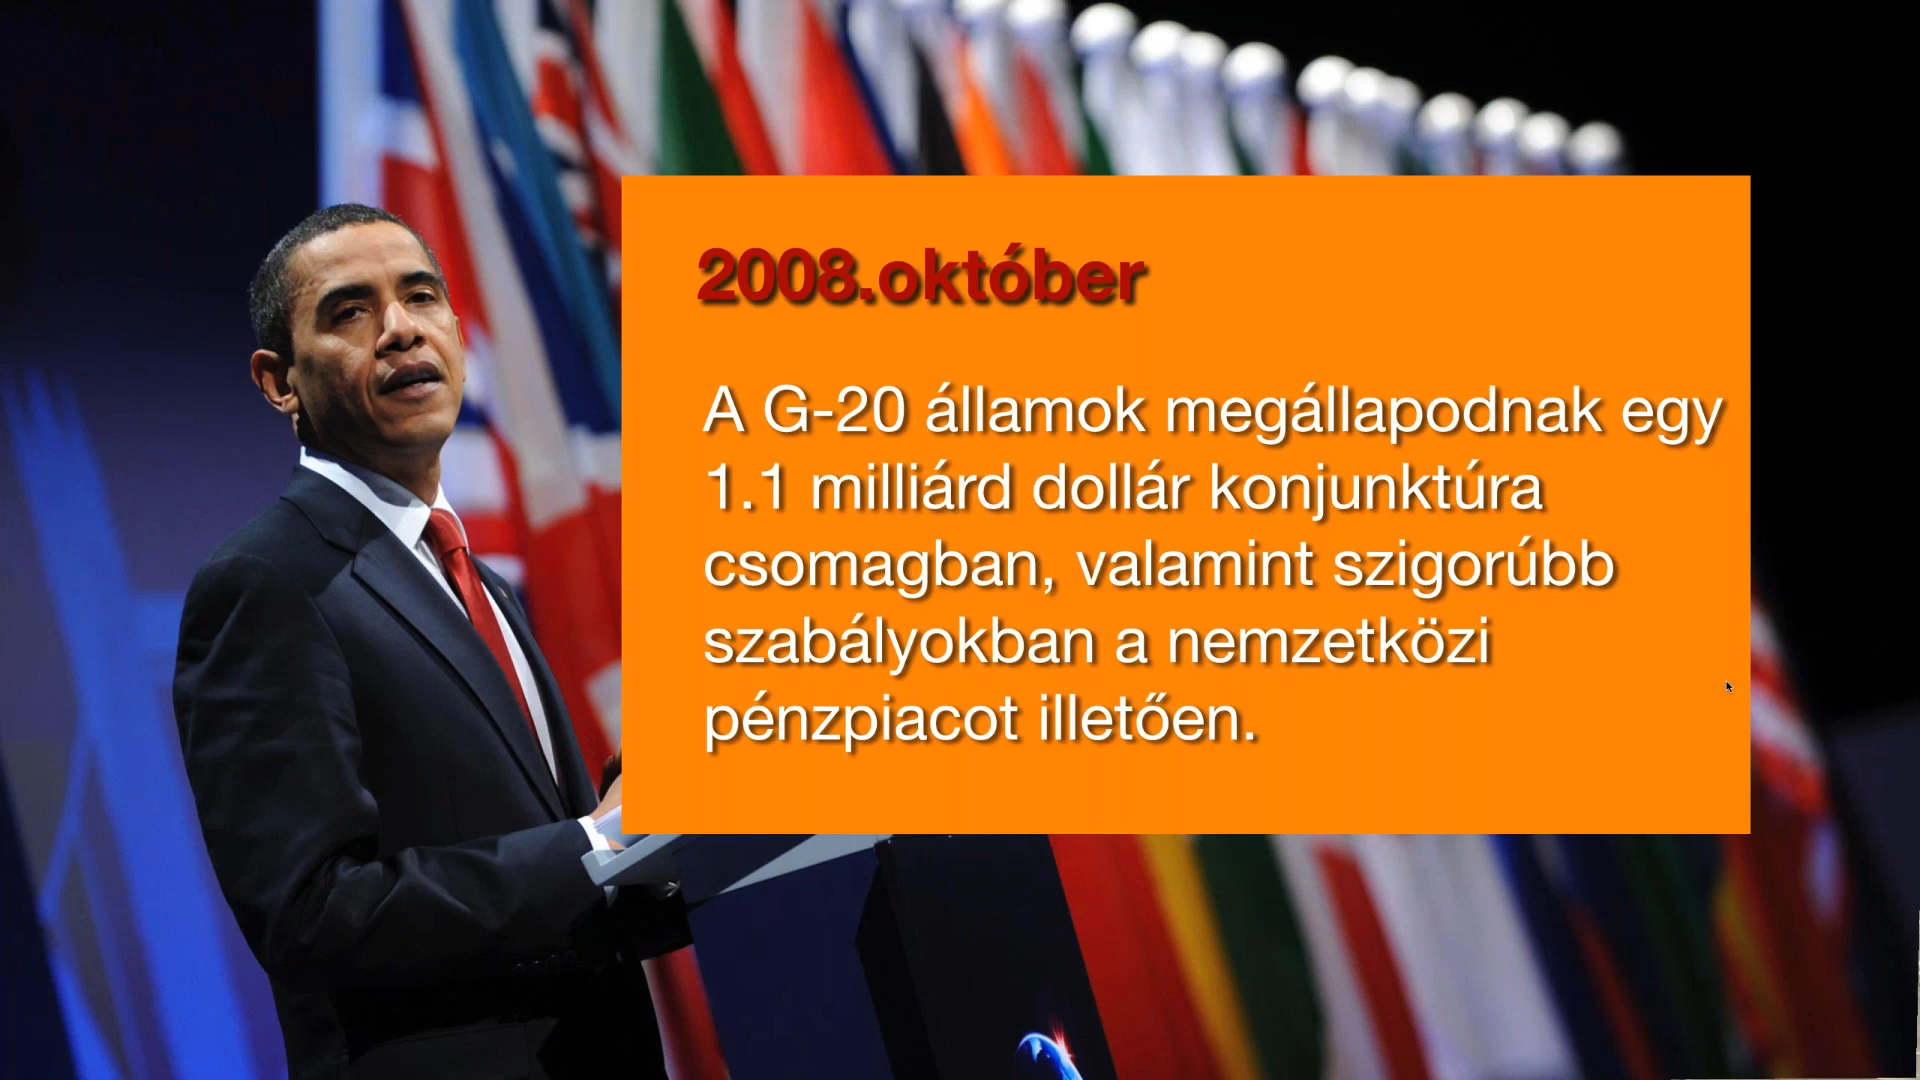 2008.október
A G-20 államok megállapodnak egy
1.1 milliárd dollár konjunktúra
csomagban, valamint szigorúbb
szabályokban a nemzetközi
pénzpiacot illetően.